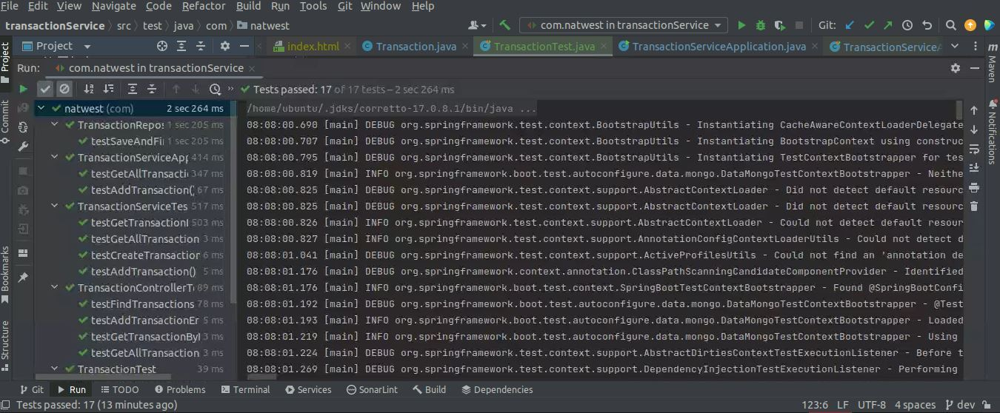 File Edit View Navigate Code Refactor Build Run Tools Git Window Help
transactionService src test java com natwest com.natwest in transactionService Git:
Project Project index.html Transaction.java TransactionTest.java TransactionServiceApplication.java TransactionServiceA m
Run: com.natwest in transactionService Maven
Tests passed: 17 of 17 tests – 2 sec 264 ms
Commit natwest (com) 2 sec 264 ms /home/ubuntu/.jdks/corretto-17.0.8.1/bin/java ... Notifications
TransactionRepos 1 sec 205 ms 08:08:00.690 [main] DEBUG org.springframework.test.context.BootstrapUtils - Instantiating CacheAwareContextLoaderDelegate
testSaveAndFi 1 sec 205 ms 08:08:00.707 [main] DEBUG org.springframework.test.context.BootstrapUtils - Instantiating BootstrapContext using construc
TransactionServiceApp 414 ms 08:08:00.795 [main] DEBUG org.springframework.test.context.BootstrapUtils - Instantiating TestContextBootstrapper for tes
testGetAllTransacti 347 ms 08:08:00.819 [main] INFO org.springframework.boot.test.autoconfigure.data.mongo.DataMongoTestContextBootstrapper - Neithe
testAddTransaction() 67 ms 08:08:00.825 [main] DEBUG org.springframework.test.context.support.AbstractContextLoader - Did not detect default resourc
TransactionServiceTes 517 ms 08:08:00.825 [main] DEBUG org.springframework.test.context.support.AbstractContextLoader - Did not detect default resourc
testGetTransactionI 503 ms 08:08:00.826 [main] INFO org.springframework.test.context.support.AbstractContextLoader - Could not detect default resour
testGetAllTransaction 3 ms 08:08:00.827 [main] INFO org.springframework.test.context.support.AnnotationConfigContextLoaderUtils - Could not detect d
Bookmarks testCreateTransaction 6 ms 08:08:01.041 [main] DEBUG org.springframework.test.context.support.ActiveProfilesUtils - Could not find an 'annotation de
testAddTransaction() 5 ms 08:08:01.176 [main] DEBUG org.springframework.context.annotation.ClassPathScanningCandidateComponentProvider - Identified
TransactionControllerT 89 ms 08:08:01.176 [main] INFO org.springframework.boot.test.context.SpringBootTestContextBootstrapper - Found @SpringBootConfi
testFindTransactions 78 ms 08:08:01.192 [main] DEBUG org.springframework.boot.test.autoconfigure.data.mongo.DataMongoTestContextBootstrapper - @Test
Structure testAddTransactionEr 5 ms 08:08:01.193 [main] INFO org.springframework.boot.test.autoconfigure.data.mongo.DataMongoTestContextBootstrapper - Loaded
testGetTransactionByI 3 ms 08:08:01.219 [main] INFO org.springframework.boot.test.autoconfigure.data.mongo.DataMongoTestContextBootstrapper - Using
testGetAllTransaction 3 ms 08:08:01.224 [main] DEBUG org.springframework.test.context.support.AbstractDirtiesContextTestExecutionListener - Before t
TransactionTest 39 ms 08:08:01.269 [main] DEBUG org.springframework.test.context.support.DependencyInjectionTestExecutionListener - Performing
Git Run TODO Problems Terminal Services SonarLint Build Dependencies
Tests passed: 17 (13 minutes ago) 123:6 LF UTF-8 4 spaces dev